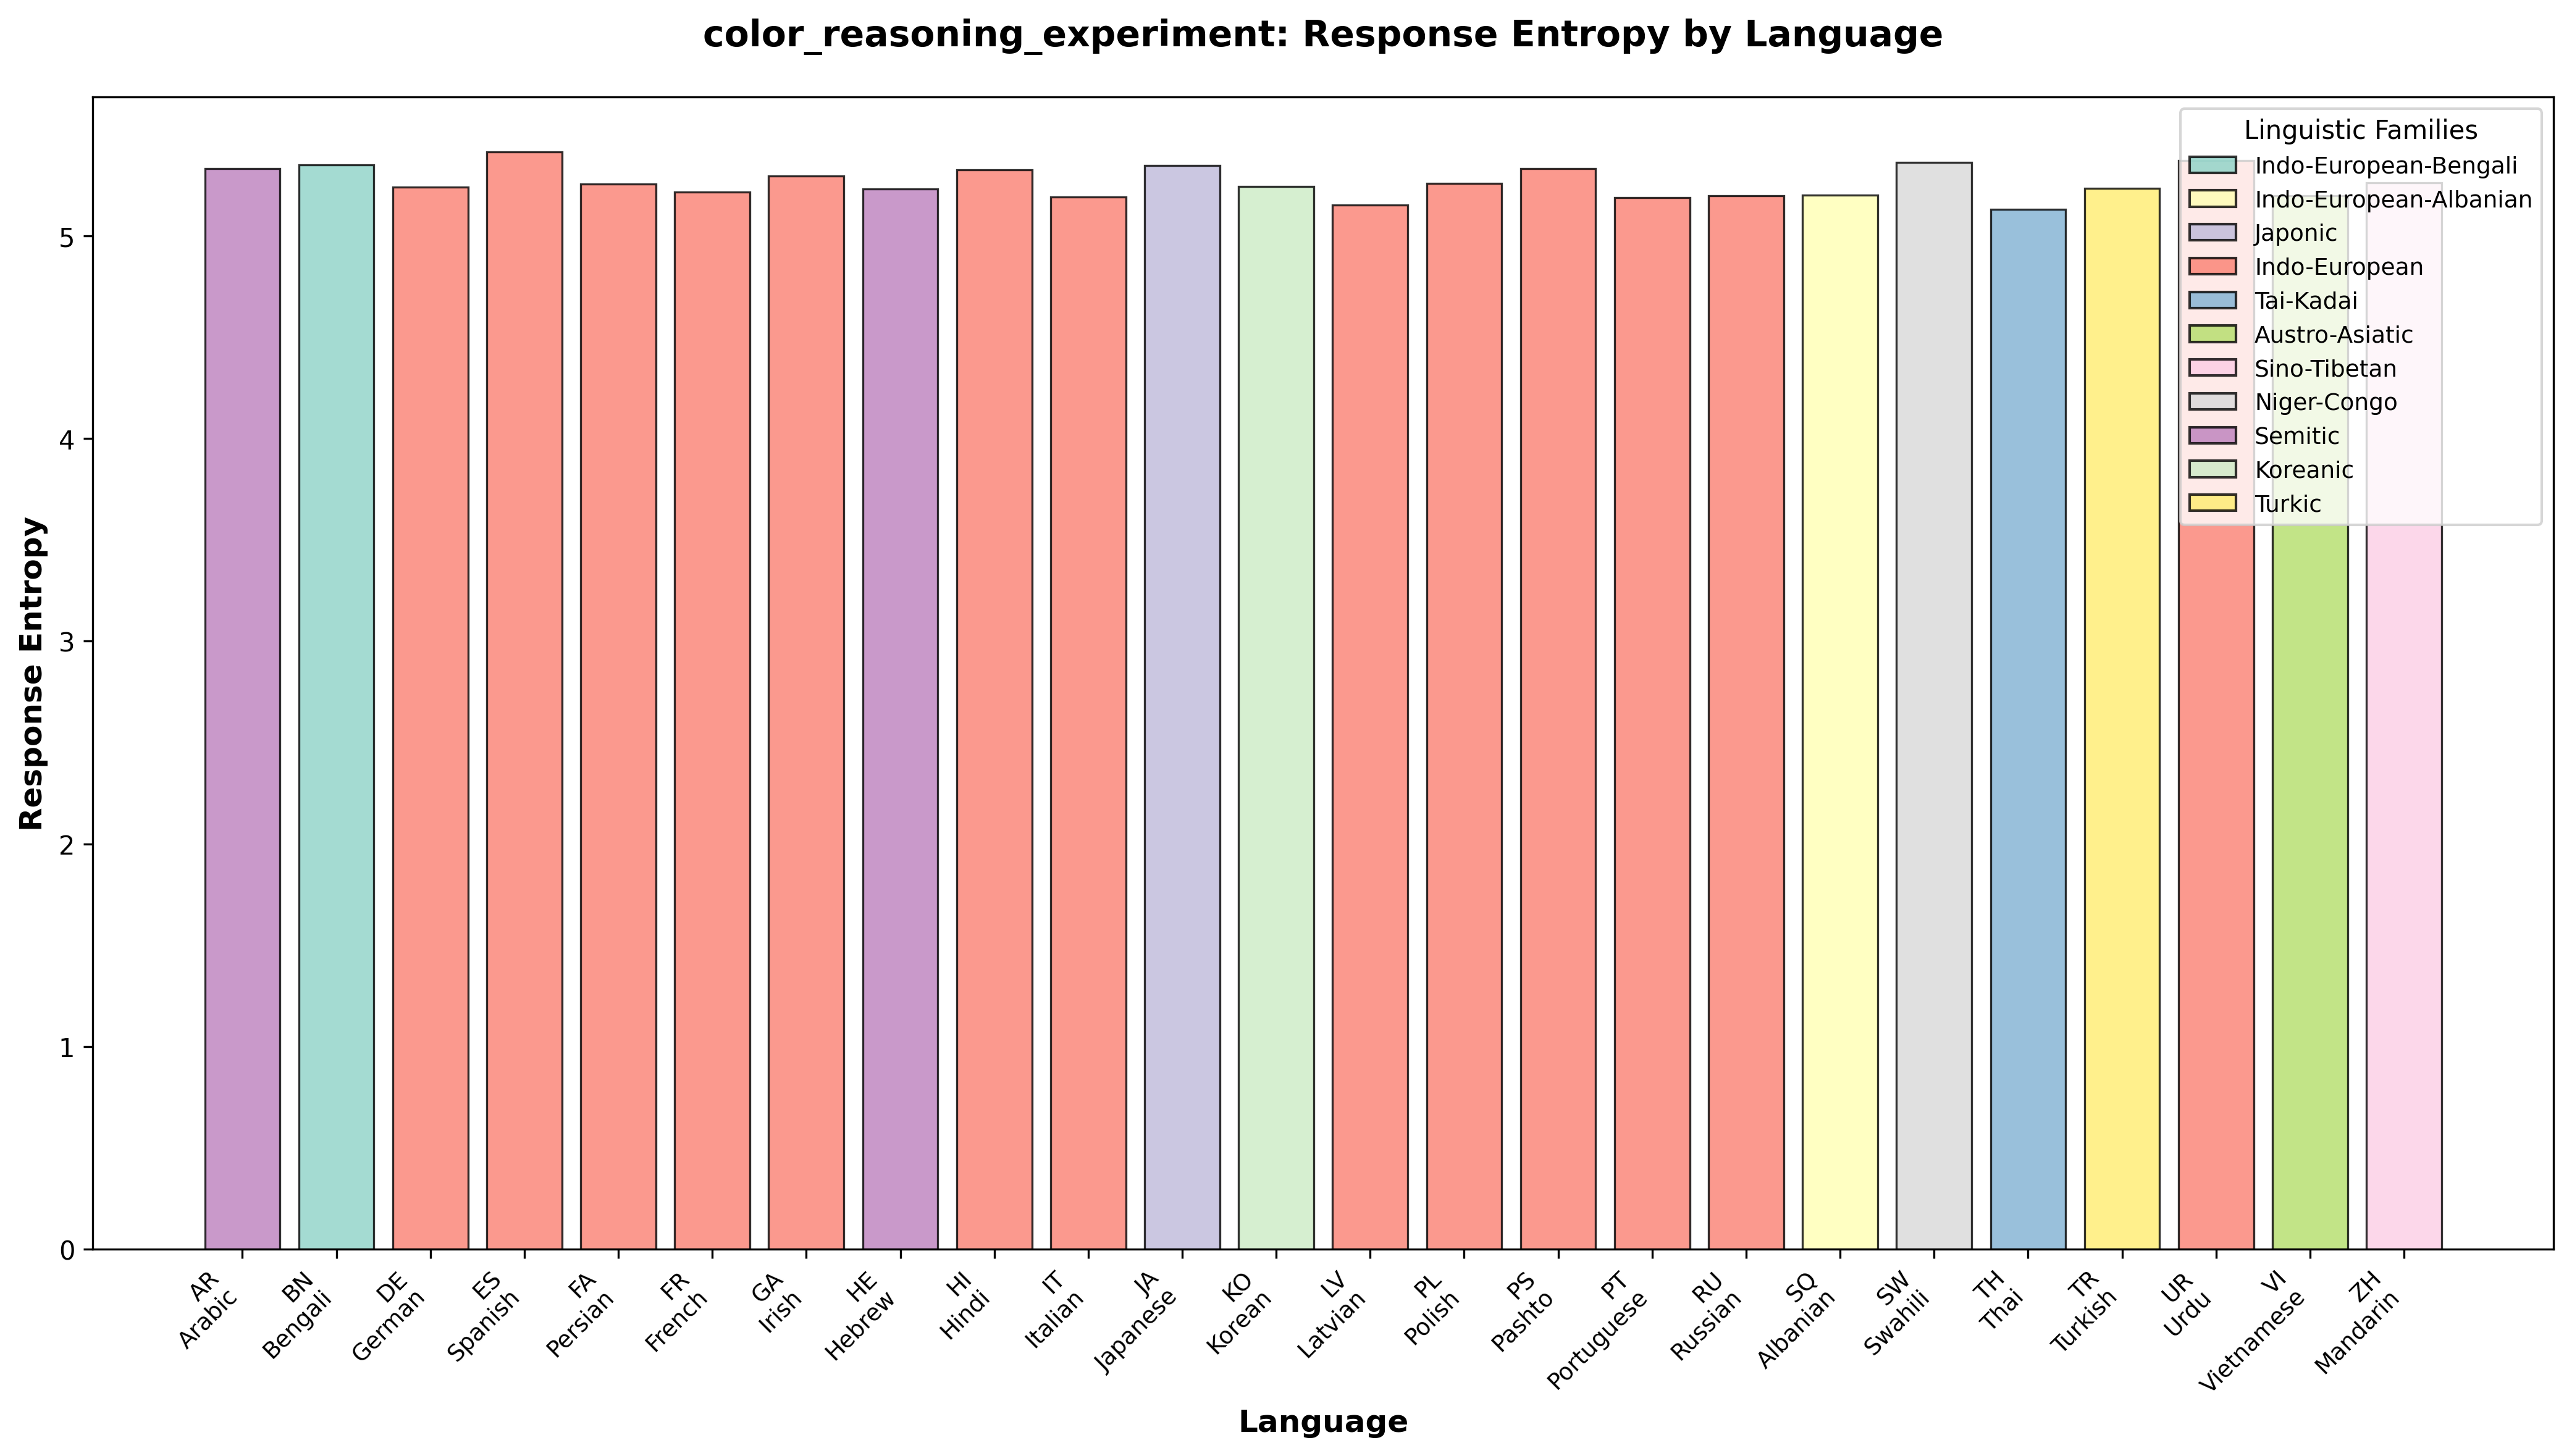 color_reasoning_experiment: Response Entropy by Language
Response Entropy
5
4
3
2
1
0
Linguistic Families
Indo-European-Bengali
Indo-European-Albanian
Japonic
Indo-European
Tai-Kadai
Austro-Asiatic
Sino-Tibetan
Niger-Congo
Semitic
Koreanic
Turkic
AR
Arabic
BN
Bengali
DE
German
ES
Spanish
FA
Persian
FR
French
GA
Irish
HE
Hebrew
HI
Hindi
IT
Italian
JA
Japanese
KO
Korean
LV
Latvian
PL
Polish
PS
Pashto
PT
Portuguese
RU
Russian
SQ
Albanian
SW
Swahili
TH
Thai
TR
Turkish
UR
Urdu
VI
Vietnamese
ZH
Mandarin
Language